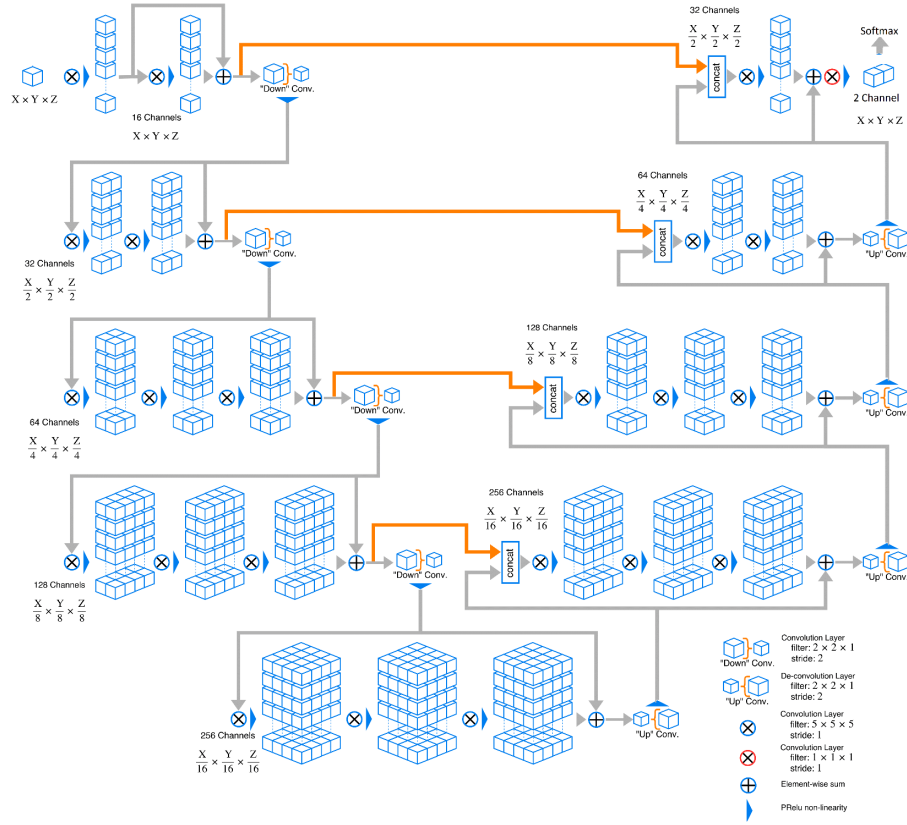 X × Y × Z
16 Channels
X × Y × Z
"Down" Conv.
32 Channels
X/2 × Y/2 × Z/2
concat
Softmax
2 Channel
X × Y × Z
32 Channels
X/2 × Y/2 × Z/2
"Down" Conv.
64 Channels
X/4 × Y/4 × Z/4
concat
"Up" Conv.
64 Channels
X/4 × Y/4 × Z/4
"Down" Conv.
128 Channels
X/8 × Y/8 × Z/8
concat
"Up" Conv.
128 Channels
X/8 × Y/8 × Z/8
"Down" Conv.
256 Channels
X/16 × Y/16 × Z/16
concat
"Up" Conv.
256 Channels
X/16 × Y/16 × Z/16
"Up" Conv.
"Down" Conv.
Convolution Layer
filter: 2 × 2 × 1
stride: 2
"Up" Conv.
De-convolution Layer
filter: 2 × 2 × 1
stride: 2
Convolution Layer
filter: 5 × 5 × 5
stride: 1
Convolution Layer
filter: 1 × 1 × 1
stride: 1
Element-wise sum
PRelu non-linearity